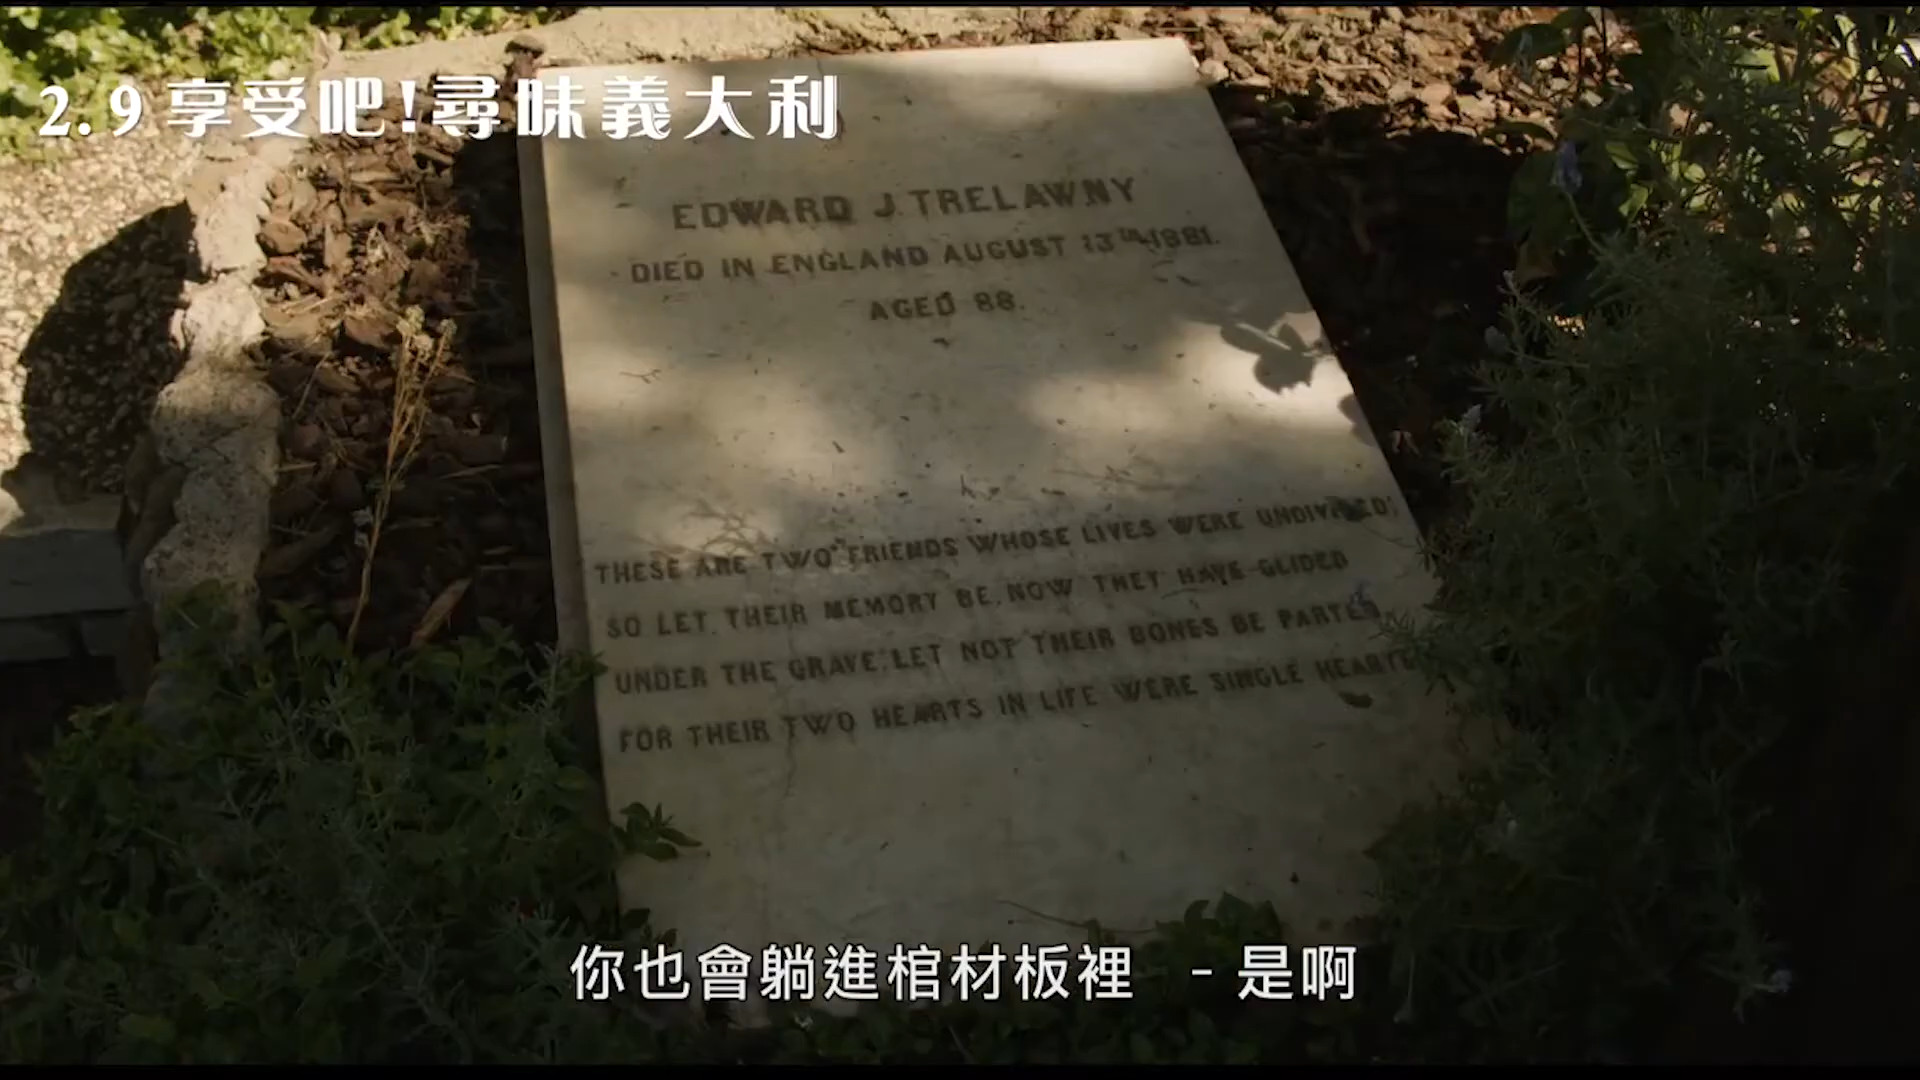 2.9 享受吧!尋味義大利
EDWARD J. TRELAWNY
DIED IN ENGLAND AUGUST 13TH 1881.
AGED 88.
THESE ARE TWO FRIENDS WHOSE LIVES WERE UNDIVIDED;
SO LET THEIR MEMORY BE, NOW THEY HAVE GLIDED
UNDER THE GRAVE; LET NOT THEIR BONES BE PARTED,
FOR THEIR TWO HEARTS IN LIFE WERE SINGLE HEARTE
你也會躺進棺材板裡 - 是啊